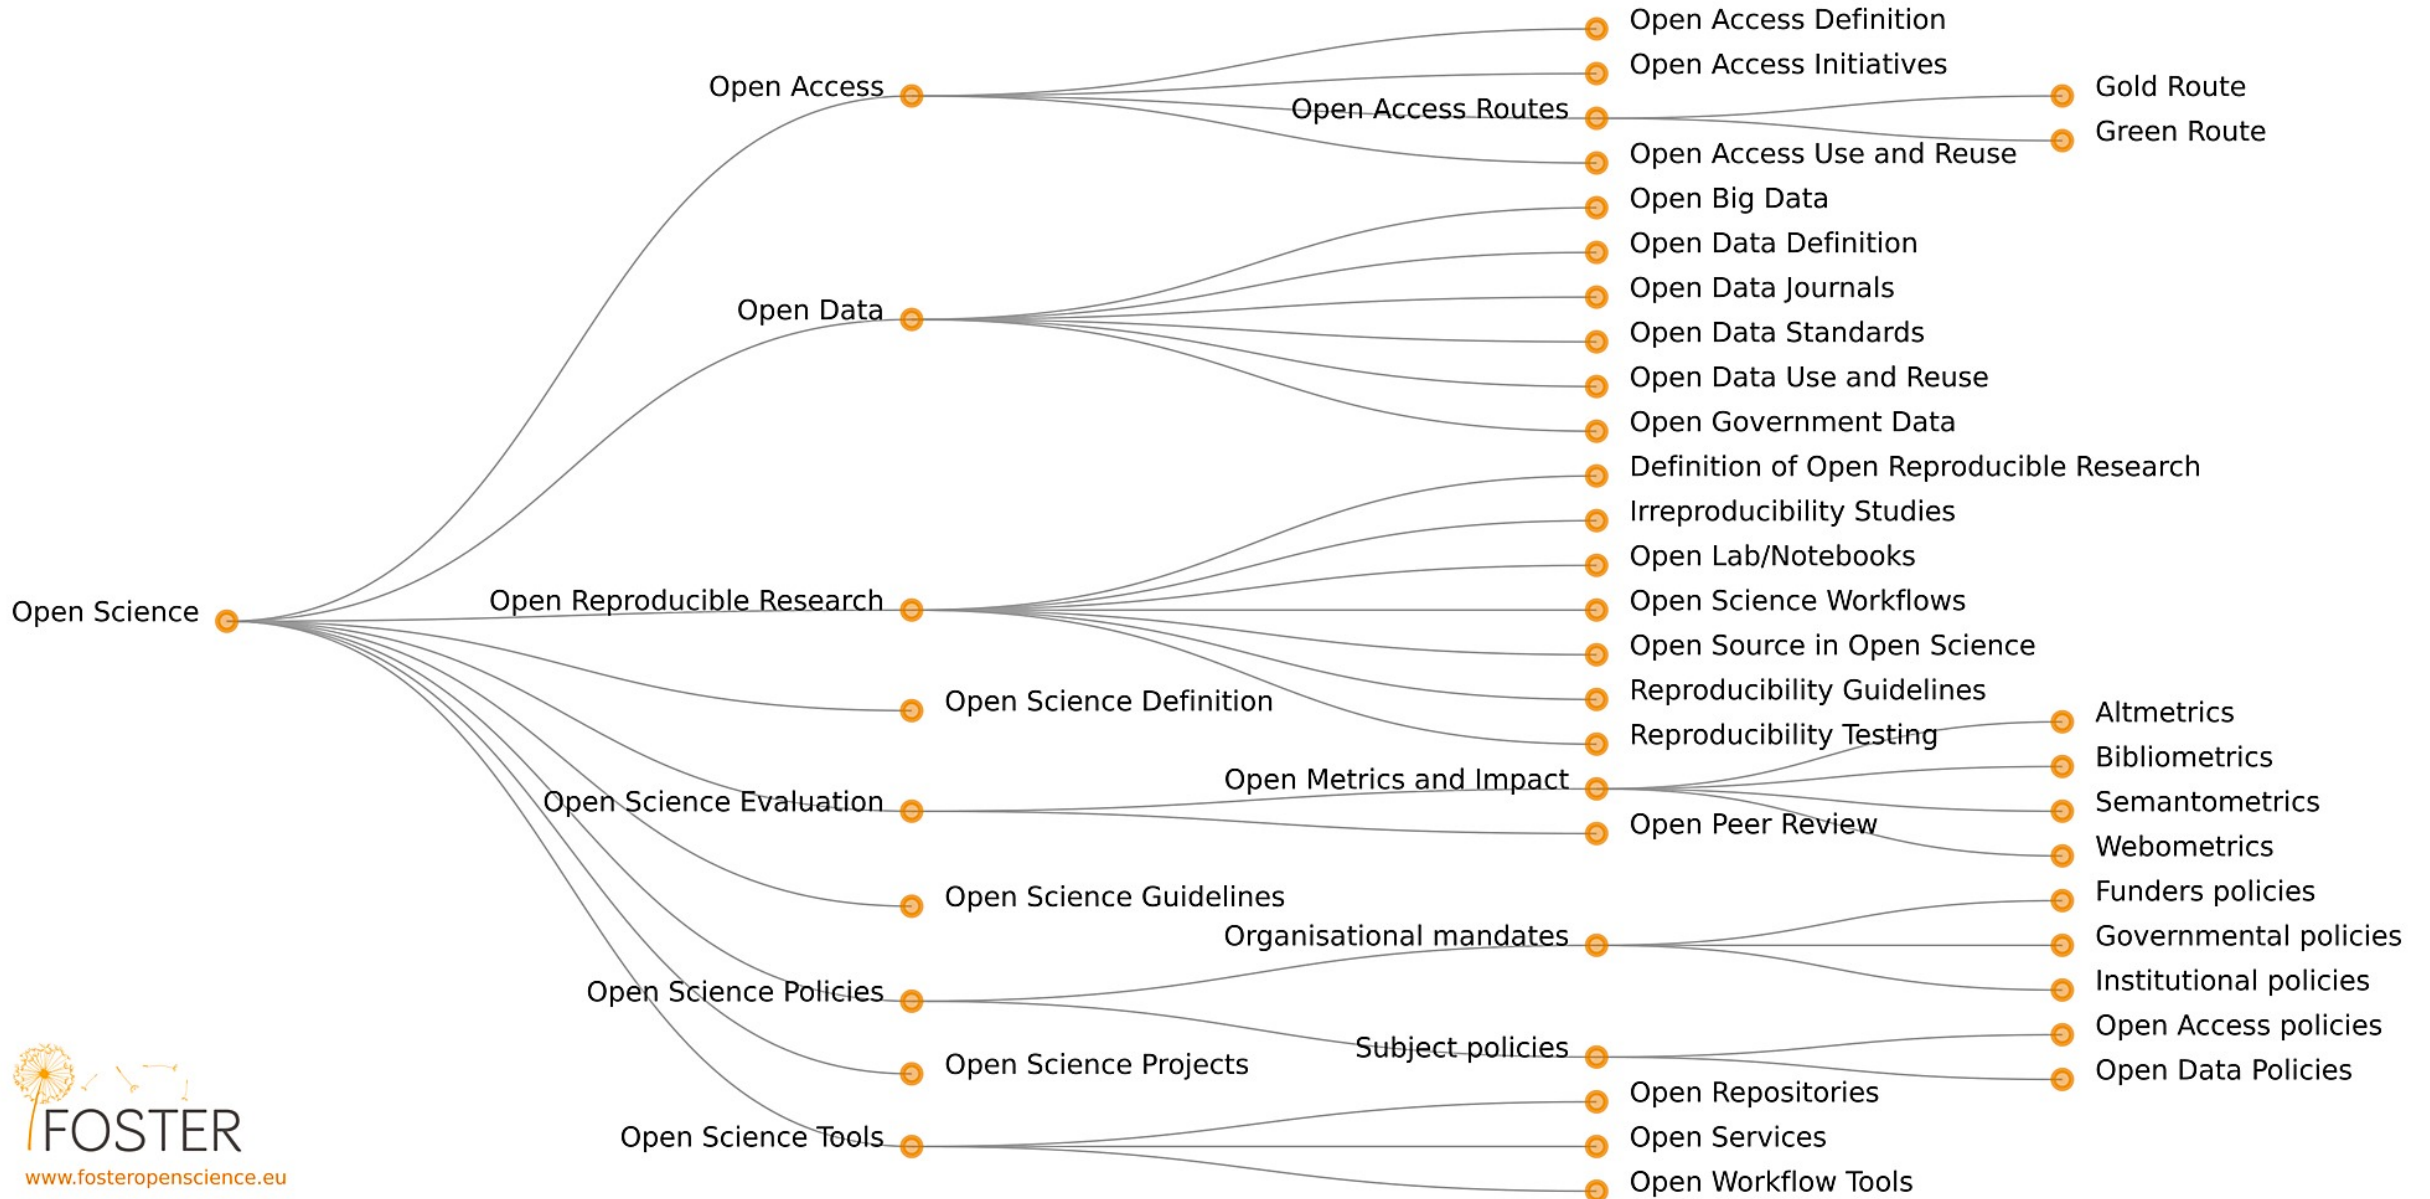 Open Science
Open Access
Open Access Definition
Open Access Initiatives
Open Access Routes
Gold Route
Green Route
Open Access Use and Reuse
Open Data
Open Big Data
Open Data Definition
Open Data Journals
Open Data Standards
Open Data Use and Reuse
Open Government Data
Open Reproducible Research
Definition of Open Reproducible Research
Irreproducibility Studies
Open Lab/Notebooks
Open Science Workflows
Open Source in Open Science
Reproducibility Guidelines
Reproducibility Testing
Open Science Definition
Open Science Evaluation
Open Metrics and Impact
Altmetrics
Bibliometrics
Semantometrics
Webometrics
Open Peer Review
Open Science Guidelines
Open Science Policies
Organisational mandates
Funders policies
Governmental policies
Institutional policies
Subject policies
Open Access policies
Open Data Policies
Open Science Projects
Open Science Tools
Open Repositories
Open Services
Open Workflow Tools
FOSTER
www.fosteropenscience.eu